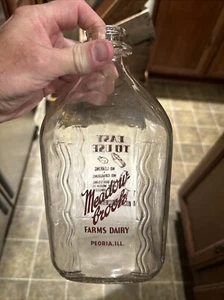 EASY
TO USE
Meadow
brook
FARMS DAIRY
PEORIA, ILL.